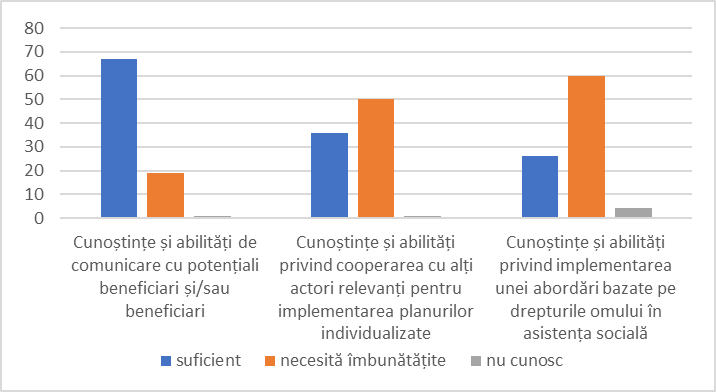 80
70
60
50
40
30
20
10
0
Cunoștințe și abilități de
comunicare cu potențiali
beneficiari și/sau
beneficiari
Cunoștințe și abilități
privind cooperarea cu alți
actori relevanți pentru
implementarea planurilor
individualizate
Cunoștințe și abilități
privind implementarea
unei abordări bazate pe
drepturile omului în
asistența socială
suficient necesită îmbunătățite nu cunosc